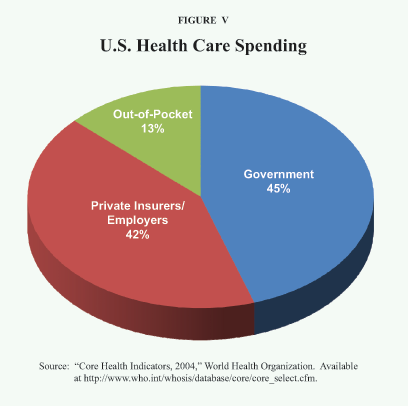 FIGURE V
U.S. Health Care Spending
Out-of-Pocket
13%
Government
45%
Private Insurers/
Employers
42%
Source: “Core Health Indicators, 2004,” World Health Organization. Available
at http://www.who.int/whosis/database/core/core_select.cfm.